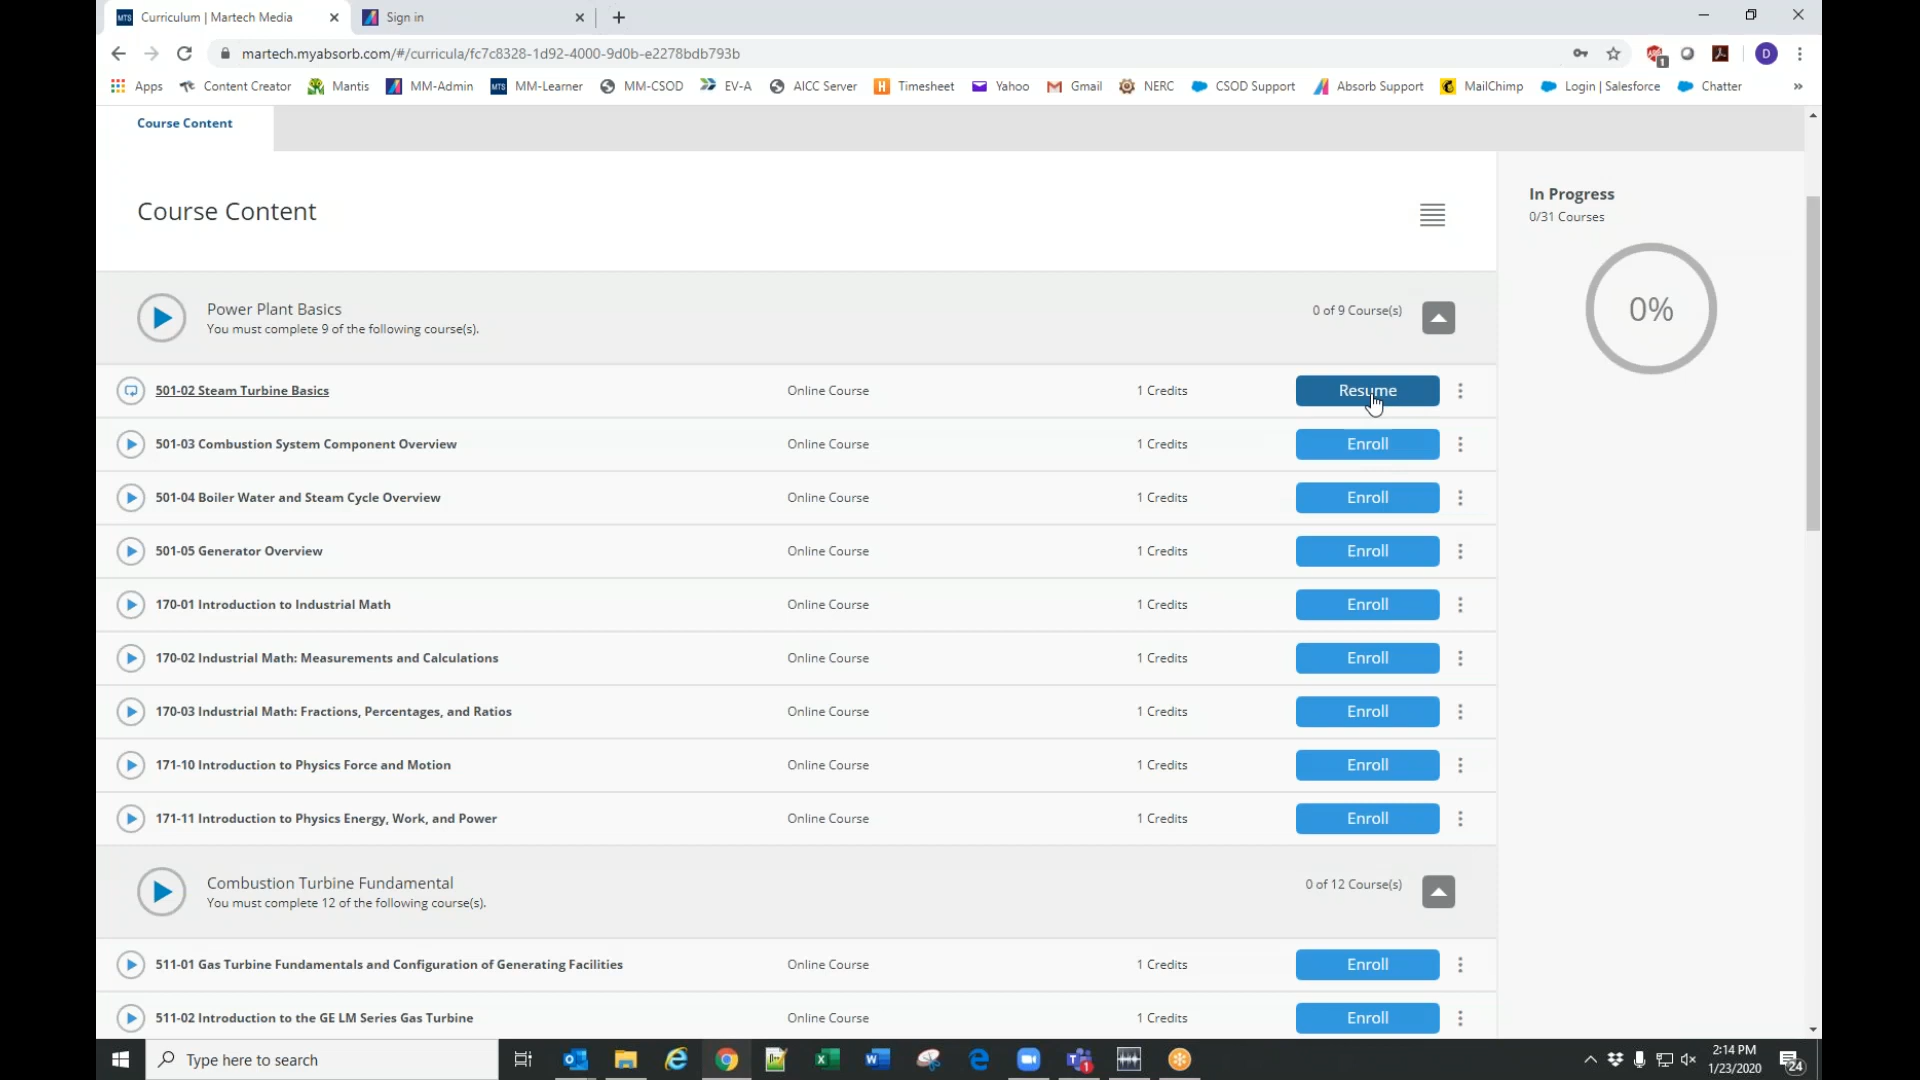 MTS Curriculum | Martech Media
Sign in
martech.myabsorb.com/#/curricula/fc7c8328-1d92-4000-9d0b-e2278bdb793b
1
D
Apps Content Creator Mantis MM-Admin MTS MM-Learner MM-CSOD EV-A AICC Server H Timesheet Yahoo Gmail NERC CSOD Support Absorb Support MailChimp Login | Salesforce Chatter »
Course Content
Course Content
In Progress
0/31 Courses
0%
Power Plant Basics
You must complete 9 of the following course(s).
0 of 9 Course(s)
501-02 Steam Turbine Basics Online Course 1 Credits Resume
501-03 Combustion System Component Overview Online Course 1 Credits Enroll
501-04 Boiler Water and Steam Cycle Overview Online Course 1 Credits Enroll
501-05 Generator Overview Online Course 1 Credits Enroll
170-01 Introduction to Industrial Math Online Course 1 Credits Enroll
170-02 Industrial Math: Measurements and Calculations Online Course 1 Credits Enroll
170-03 Industrial Math: Fractions, Percentages, and Ratios Online Course 1 Credits Enroll
171-10 Introduction to Physics Force and Motion Online Course 1 Credits Enroll
171-11 Introduction to Physics Energy, Work, and Power Online Course 1 Credits Enroll
Combustion Turbine Fundamental
You must complete 12 of the following course(s).
0 of 12 Course(s)
511-01 Gas Turbine Fundamentals and Configuration of Generating Facilities Online Course 1 Credits Enroll
511-02 Introduction to the GE LM Series Gas Turbine Online Course 1 Credits Enroll
Type here to search
1
2:14 PM
1/23/2020
24